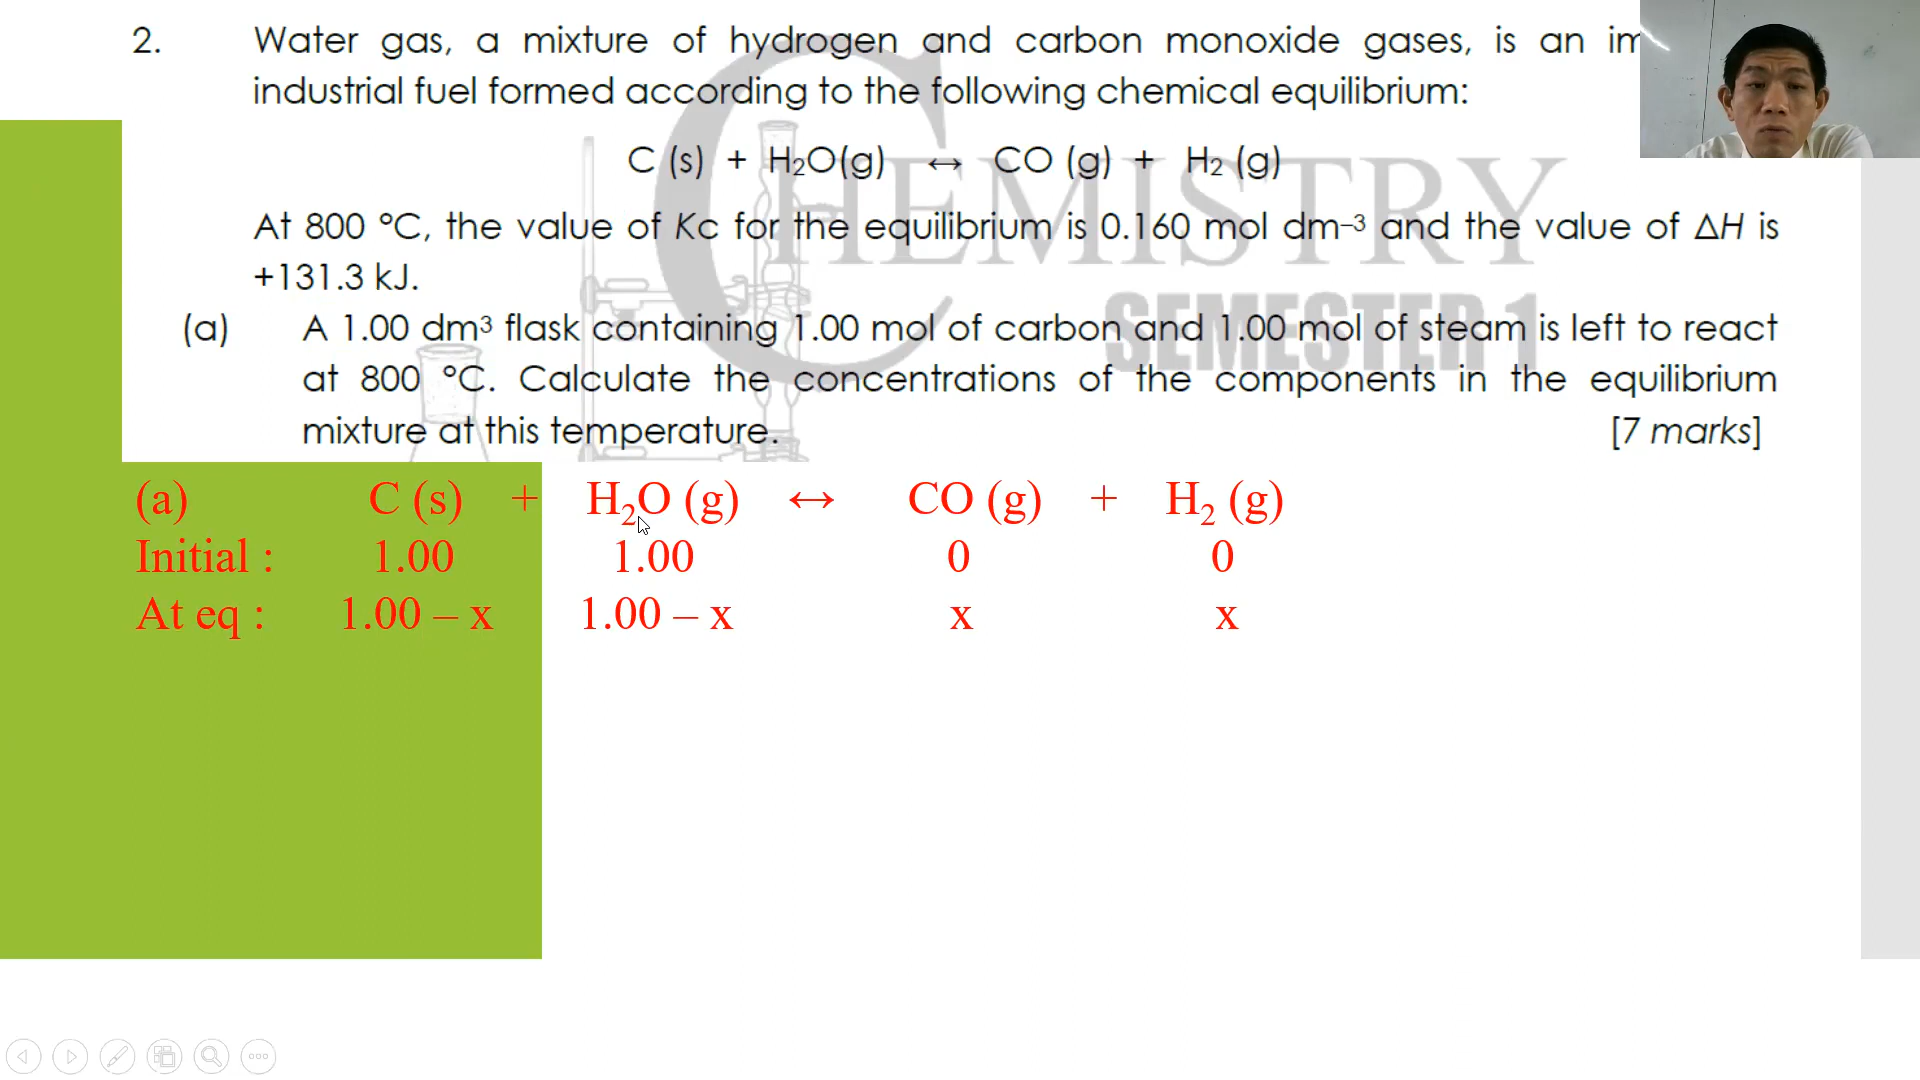 2. Water gas, a mixture of hydrogen and carbon monoxide gases, is an
industrial fuel formed according to the following chemical equilibrium:
C (s) + H₂O(g) ↔ CO (g) + H₂ (g)
At 800 °C, the value of Kc for the equilibrium is 0.160 mol dm⁻³ and the value of ΔH is
+131.3 kJ.
(a) A 1.00 dm³ flask containing 1.00 mol of carbon and 1.00 mol of steam is left to react
at 800 °C. Calculate the concentrations of the components in the equilibrium
mixture at this temperature. [7 marks]
CHEMISTRY
SEMESTER 1
(a) C (s) + H₂O (g) ↔ CO (g) + H₂ (g)
Initial : 1.00 1.00 0 0
At eq : 1.00 – x 1.00 – x x x